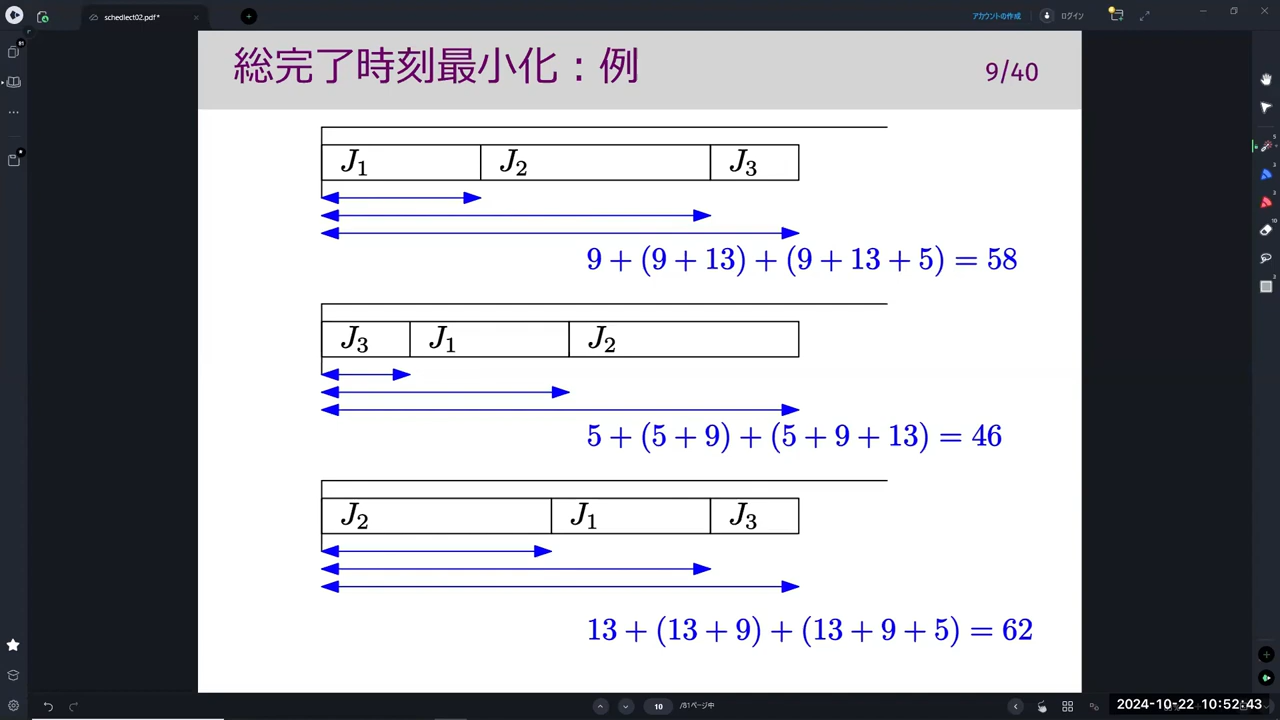 schedlect02.pdf*
アカウントの作成
ログイン
総完了時刻最小化：例
9/40
J1 J2 J3
9 + (9 + 13) + (9 + 13 + 5) = 58
J3 J1 J2
5 + (5 + 9) + (5 + 9 + 13) = 46
J2 J1 J3
13 + (13 + 9) + (13 + 9 + 5) = 62
10 /81ページ中
2024-10-22 10:52:43